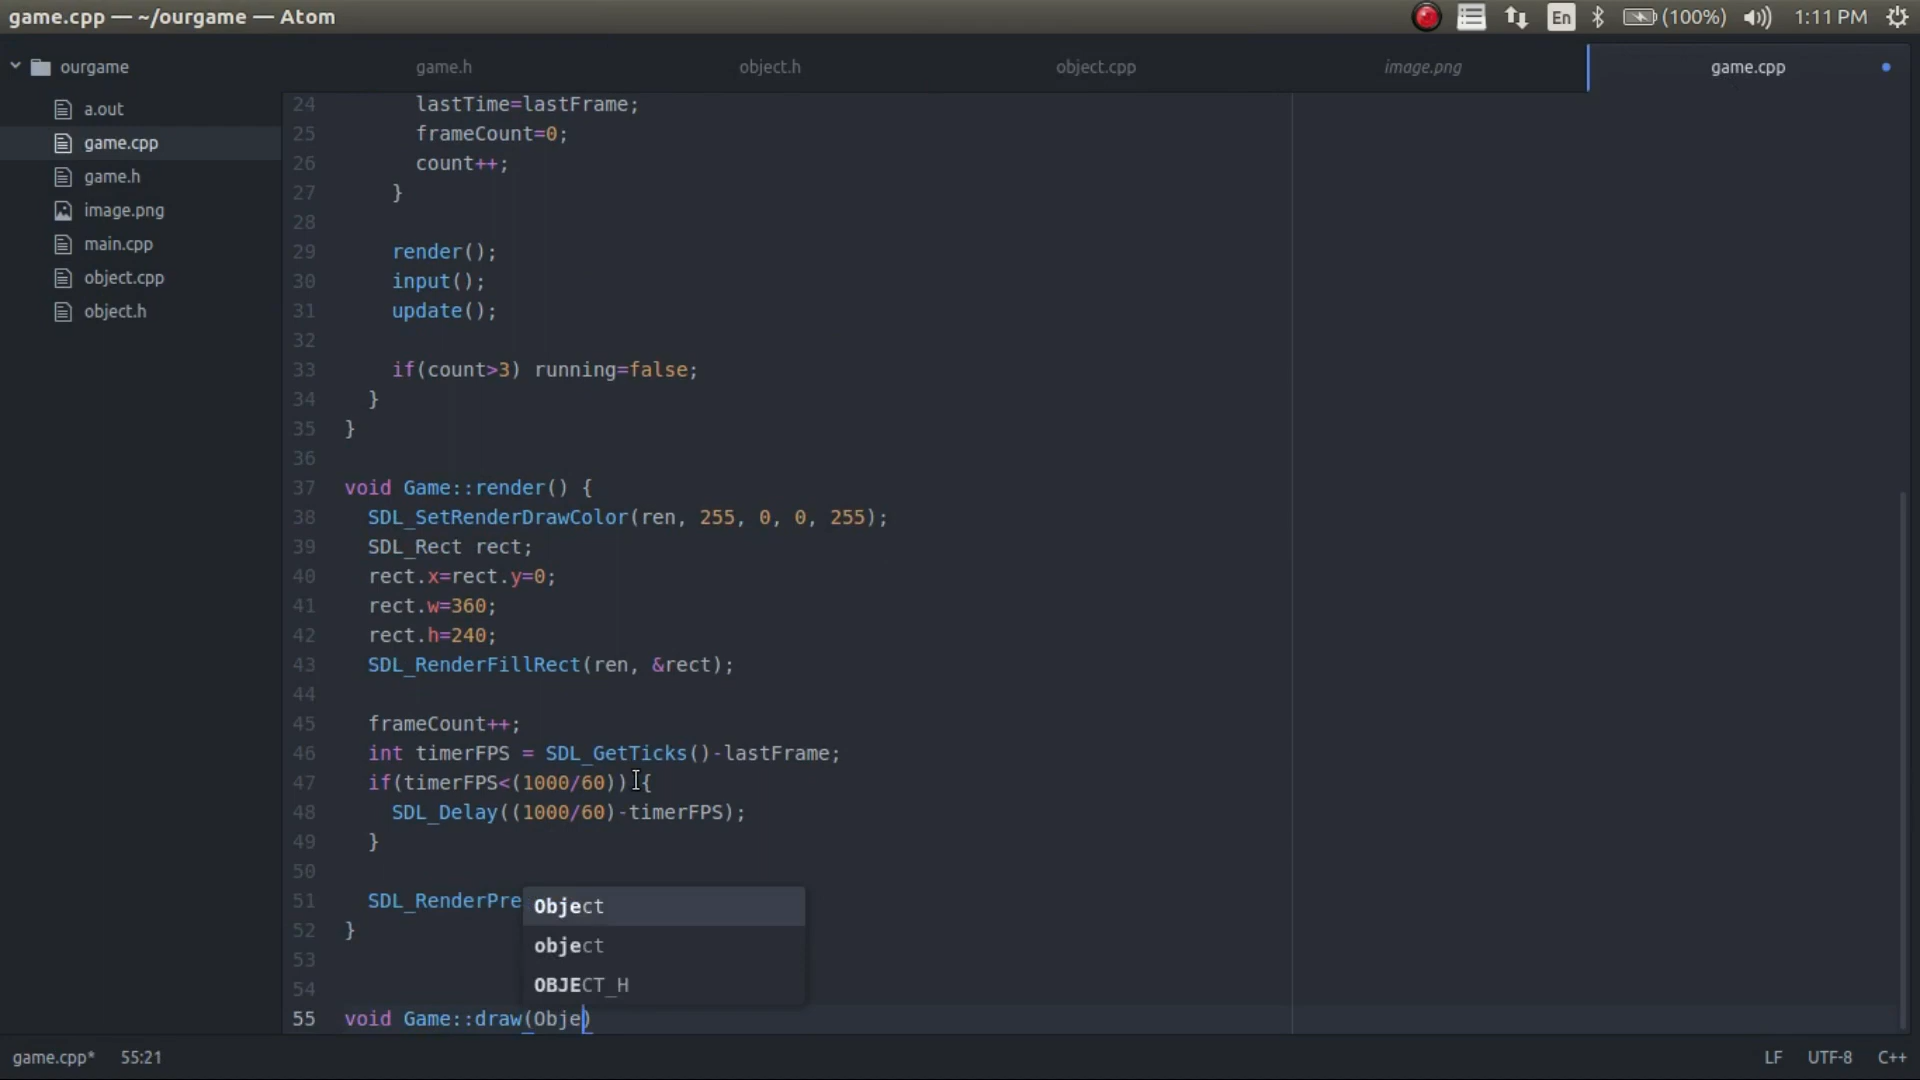 game.cpp — ~/ourgame — Atom
En (100%) 1:11 PM
ourgame
a.out
game.cpp
game.h
image.png
main.cpp
object.cpp
object.h
game.h object.h object.cpp image.png game.cpp
24 lastTime=lastFrame;
25 frameCount=0;
26 count++;
27 }
28
29 render();
30 input();
31 update();
32
33 if(count>3) running=false;
34 }
35 }
36
37 void Game::render() {
38 SDL_SetRenderDrawColor(ren, 255, 0, 0, 255);
39 SDL_Rect rect;
40 rect.x=rect.y=0;
41 rect.w=360;
42 rect.h=240;
43 SDL_RenderFillRect(ren, &rect);
44
45 frameCount++;
46 int timerFPS = SDL_GetTicks()-lastFrame;
47 if(timerFPS<(1000/60)) {
48 SDL_Delay((1000/60)-timerFPS);
49 }
50
51 SDL_RenderPre
52 }
53
54
55 void Game::draw(Obje)
Object
object
OBJECT_H
game.cpp* 55:21 LF UTF-8 C++